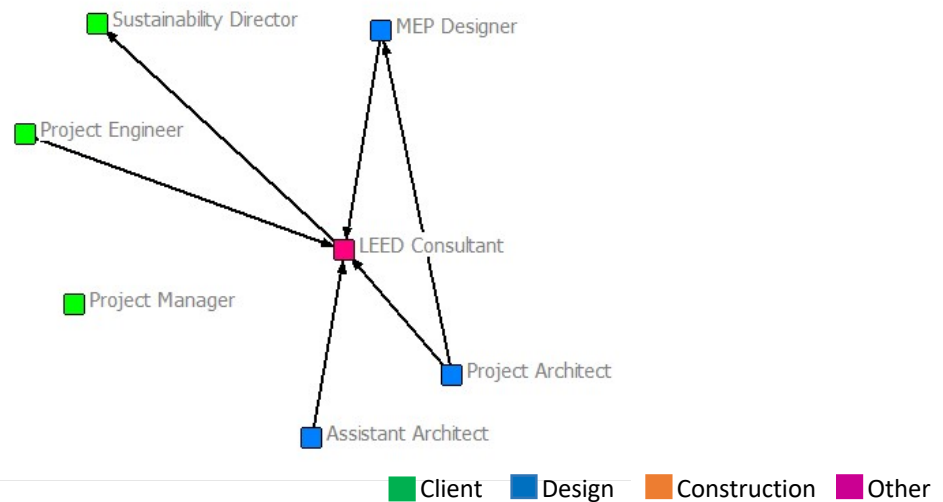 Sustainability Director
MEP Designer
Project Engineer
LEED Consultant
Project Manager
Project Architect
Assistant Architect
Client Design Construction Other